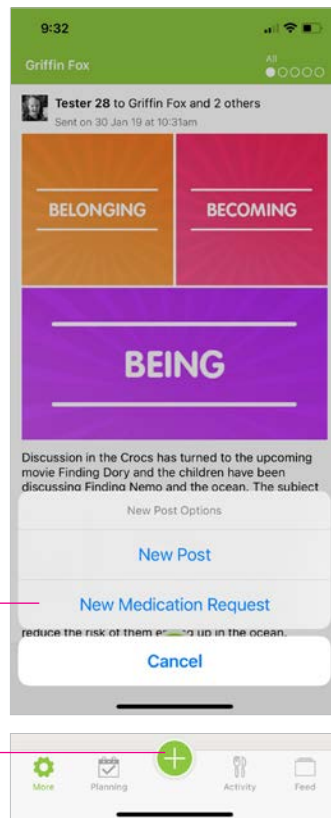 9:32
Griffin Fox
All
Tester 28 to Griffin Fox and 2 others
Sent on 30 Jan 19 at 10:31am
BELONGING
BECOMING
BEING
Discussion in the Crocs has turned to the upcoming
movie Finding Dory and the children have been
discussing Finding Nemo and the ocean. The subject
New Post Options
New Post
New Medication Request
reduce the risk of them up in the ocean.
Cancel
More
Planning
Activity
Feed